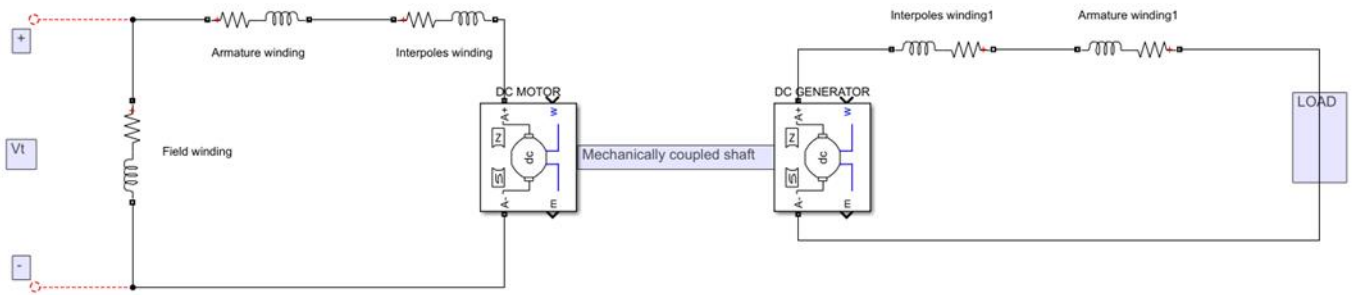 Interpoles winding1
Armature winding1
+
Armature winding
Interpoles winding
DC MOTOR
DC GENERATOR
A+
w
A+
w
LOAD
Z
Z
Vt
Field winding
dc
Mechanically coupled shaft
dc
S
S
A-
m
A-
m
-